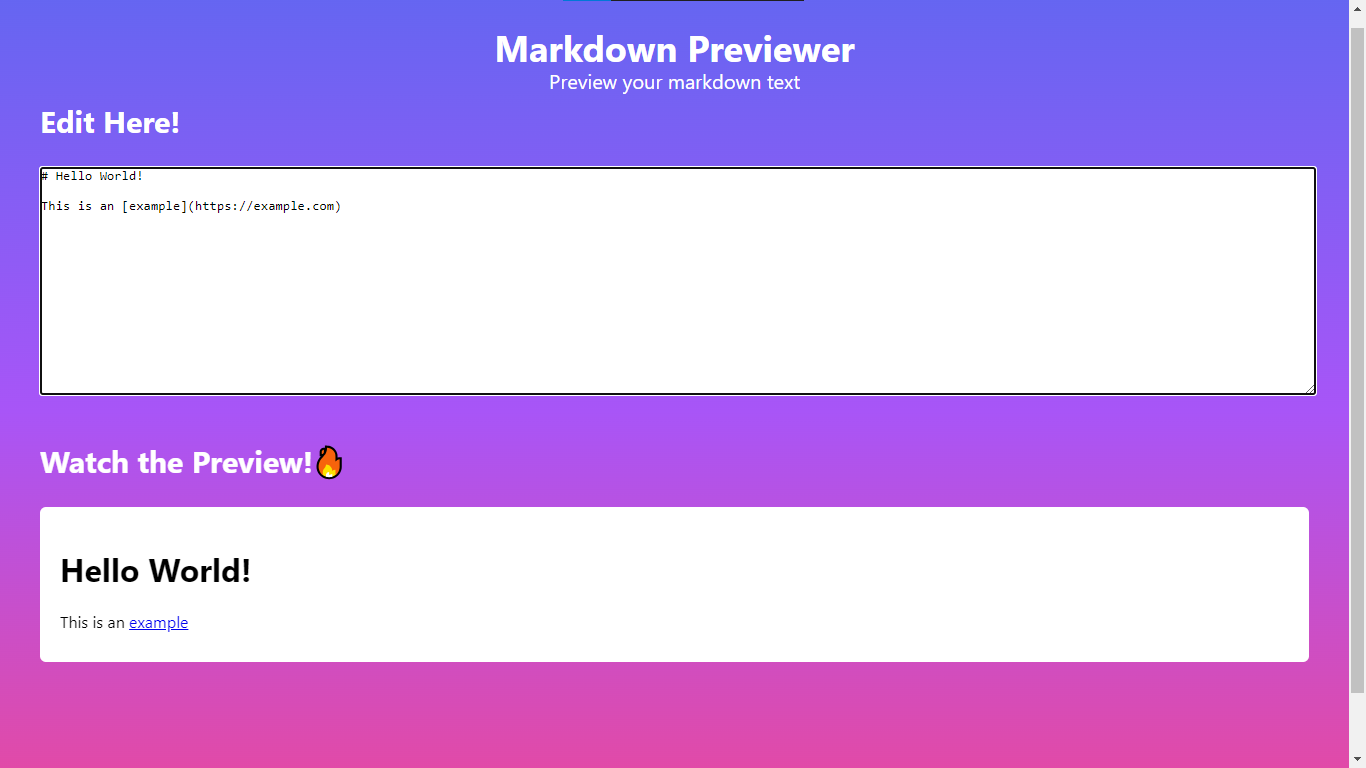 Markdown Previewer
Preview your markdown text
Edit Here!
# Hello World!
This is an [example](https://example.com)
Watch the Preview!🔥
Hello World!
This is an example